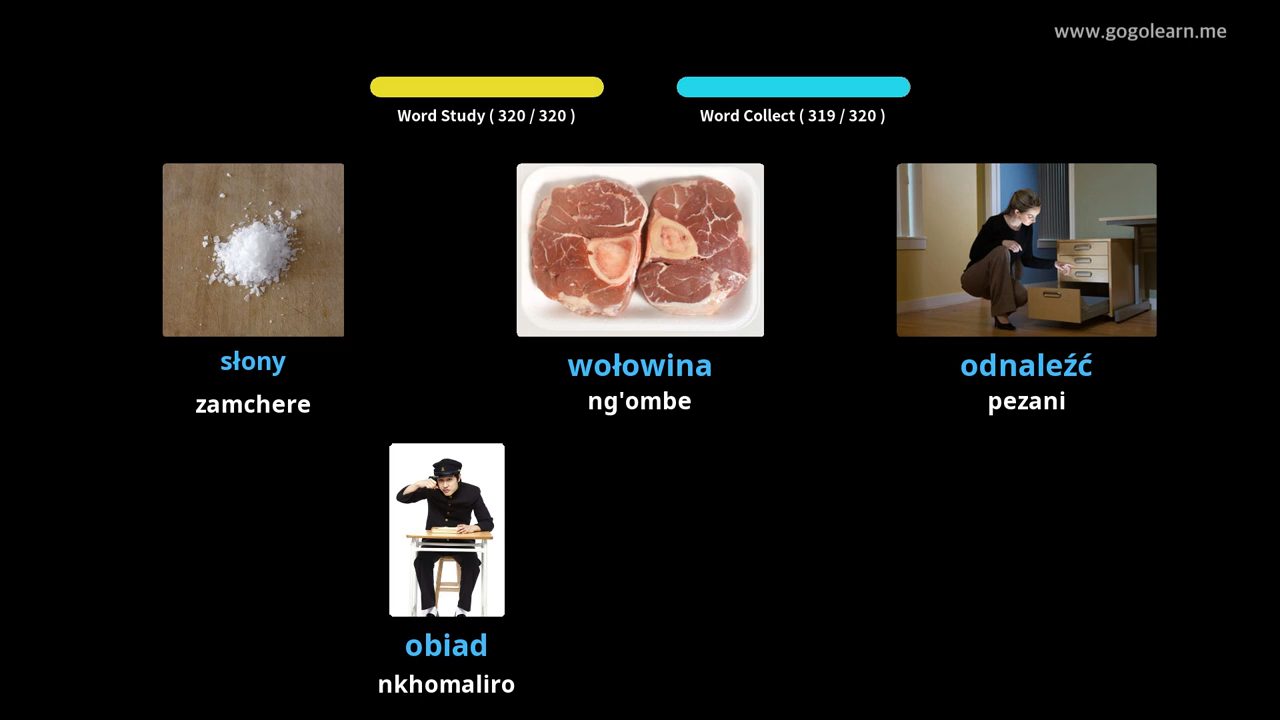 www.gogolearn.me
Word Study ( 320 / 320 )
Word Collect ( 319 / 320 )
słony
zamchere
wołowina
ng'ombe
odnaleźć
pezani
obiad
nkhomaliro